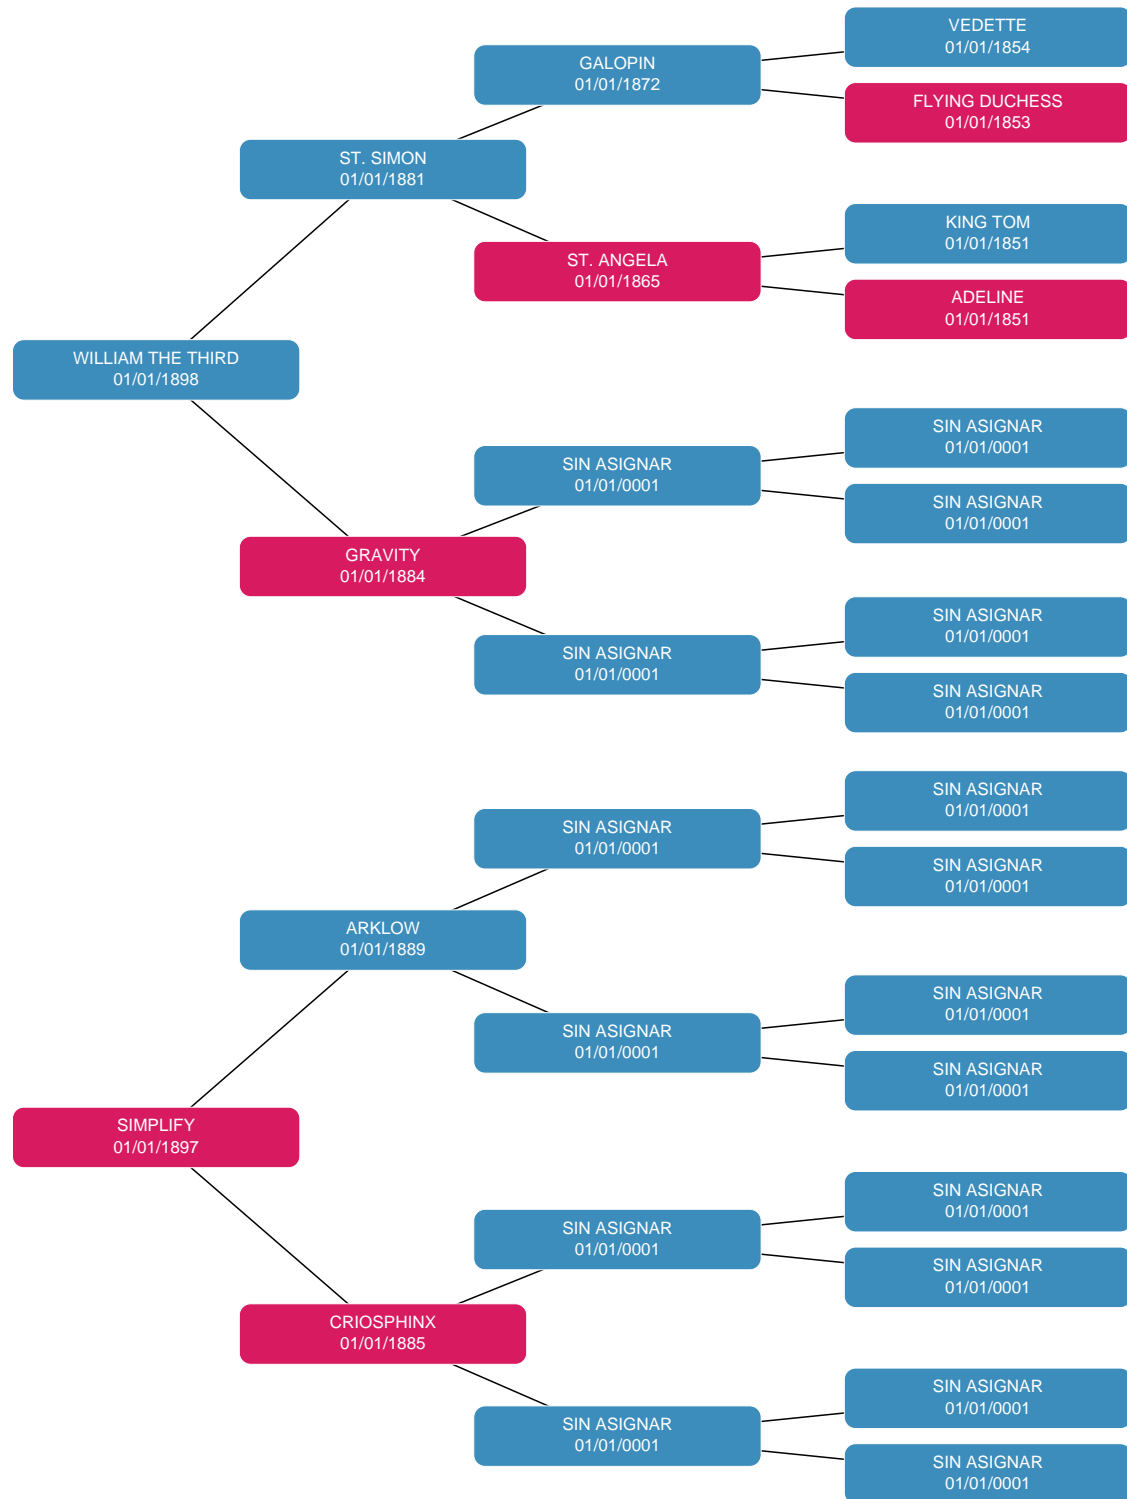 VEDETTE
01/01/1854
GALOPIN
01/01/1872
FLYING DUCHESS
01/01/1853
ST. SIMON
01/01/1881
KING TOM
01/01/1851
ST. ANGELA
01/01/1865
ADELINE
01/01/1851
WILLIAM THE THIRD
01/01/1898
SIN ASIGNAR
01/01/0001
SIN ASIGNAR
01/01/0001
SIN ASIGNAR
01/01/0001
GRAVITY
01/01/1884
SIN ASIGNAR
01/01/0001
SIN ASIGNAR
01/01/0001
SIN ASIGNAR
01/01/0001
SIN ASIGNAR
01/01/0001
SIN ASIGNAR
01/01/0001
SIN ASIGNAR
01/01/0001
ARKLOW
01/01/1889
SIN ASIGNAR
01/01/0001
SIN ASIGNAR
01/01/0001
SIN ASIGNAR
01/01/0001
SIMPLIFY
01/01/1897
SIN ASIGNAR
01/01/0001
SIN ASIGNAR
01/01/0001
SIN ASIGNAR
01/01/0001
CRIOSPHINX
01/01/1885
SIN ASIGNAR
01/01/0001
SIN ASIGNAR
01/01/0001
SIN ASIGNAR
01/01/0001